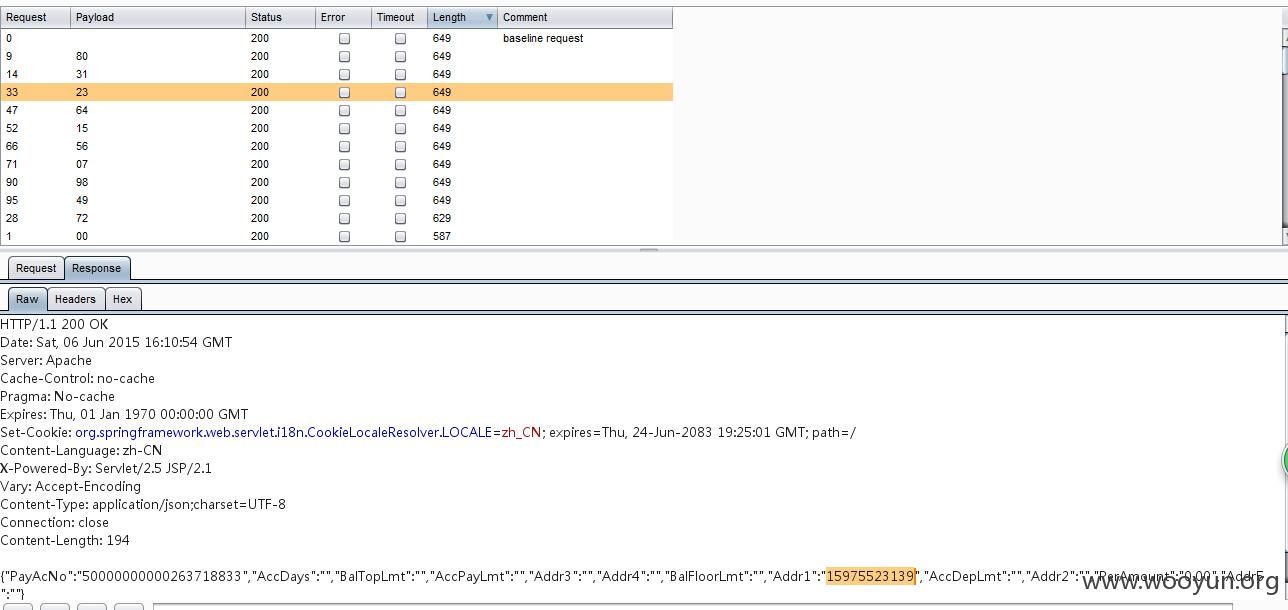 Request Payload Status Error Timeout Length Comment
0 200 649 baseline request
9 80 200 649
14 31 200 649
33 23 200 649
47 64 200 649
52 15 200 649
66 56 200 649
71 07 200 649
90 98 200 649
95 49 200 649
28 72 200 629
1 00 200 587
Request Response
Raw Headers Hex
HTTP/1.1 200 OK
Date: Sat, 06 Jun 2015 16:10:54 GMT
Server: Apache
Cache-Control: no-cache
Pragma: No-cache
Expires: Thu, 01 Jan 1970 00:00:00 GMT
Set-Cookie: org.springframework.web.servlet.i18n.CookieLocaleResolver.LOCALE=zh_CN; expires=Thu, 24-Jun-2083 19:25:01 GMT; path=/
Content-Language: zh-CN
X-Powered-By: Servlet/2.5 JSP/2.1
Vary: Accept-Encoding
Content-Type: application/json;charset=UTF-8
Connection: close
Content-Length: 194
{"PayAcNo":"50000000000263718833","AccDays":"","BalTopLmt":"","AccPayLmt":"","Addr3":"","Addr4":"","BalFloorLmt":"","Addr1":"15975523139","AccDepLmt":"","Addr2":"","PerAmount":"0.00","Addr5
":""}
www.wooyun.org